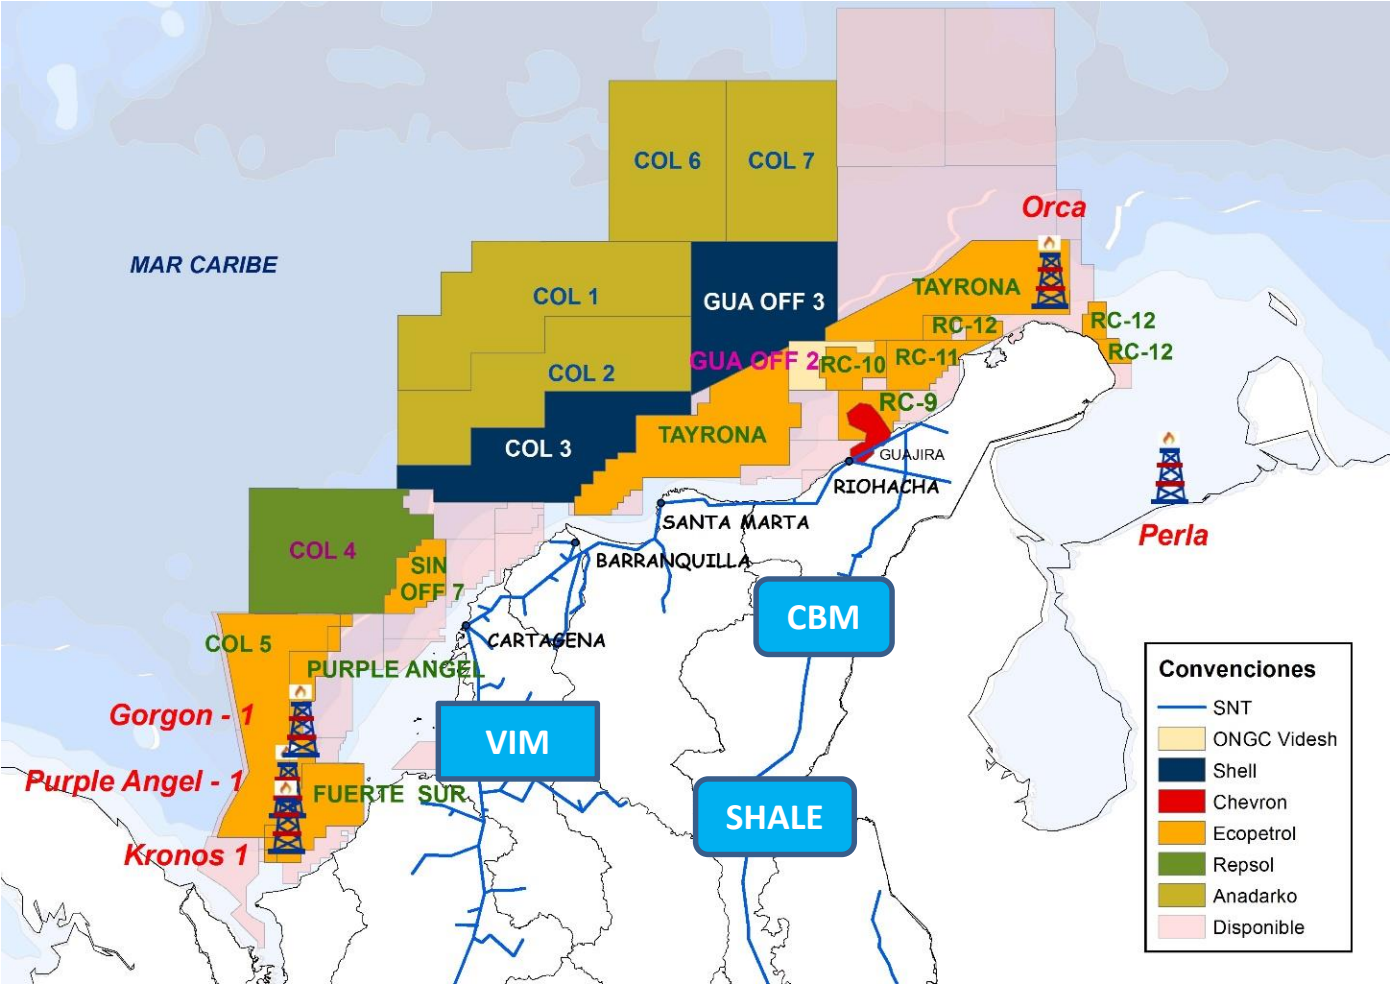 COL 6
COL 7
Orca
MAR CARIBE
TAYRONA
COL 1
GUA OFF 3
RC-12
RC-12
GUA OFF 2
RC-10
RC-11
RC-12
COL 2
RC-9
COL 3
TAYRONA
GUAJIRA
RIOHACHA
SANTA MARTA
Perla
COL 4
BARRANQUILLA
SIN
OFF 7
CBM
CARTAGENA
COL 5
PURPLE ANGEL
Gorgon - 1
VIM
Purple Angel - 1
FUERTE SUR
SHALE
Kronos 1
Convenciones
SNT
ONGC Videsh
Shell
Chevron
Ecopetrol
Repsol
Anadarko
Disponible